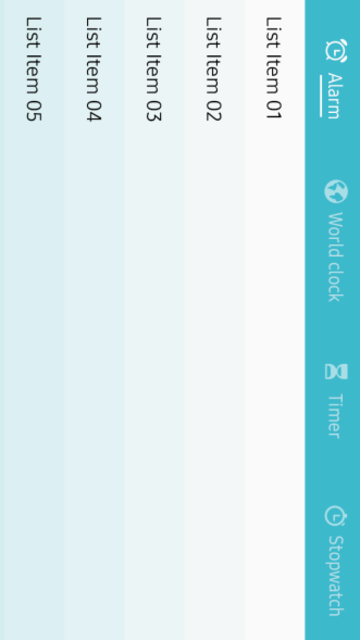 Alarm
World clock
Timer
Stopwatch
List Item 01
List Item 02
List Item 03
List Item 04
List Item 05